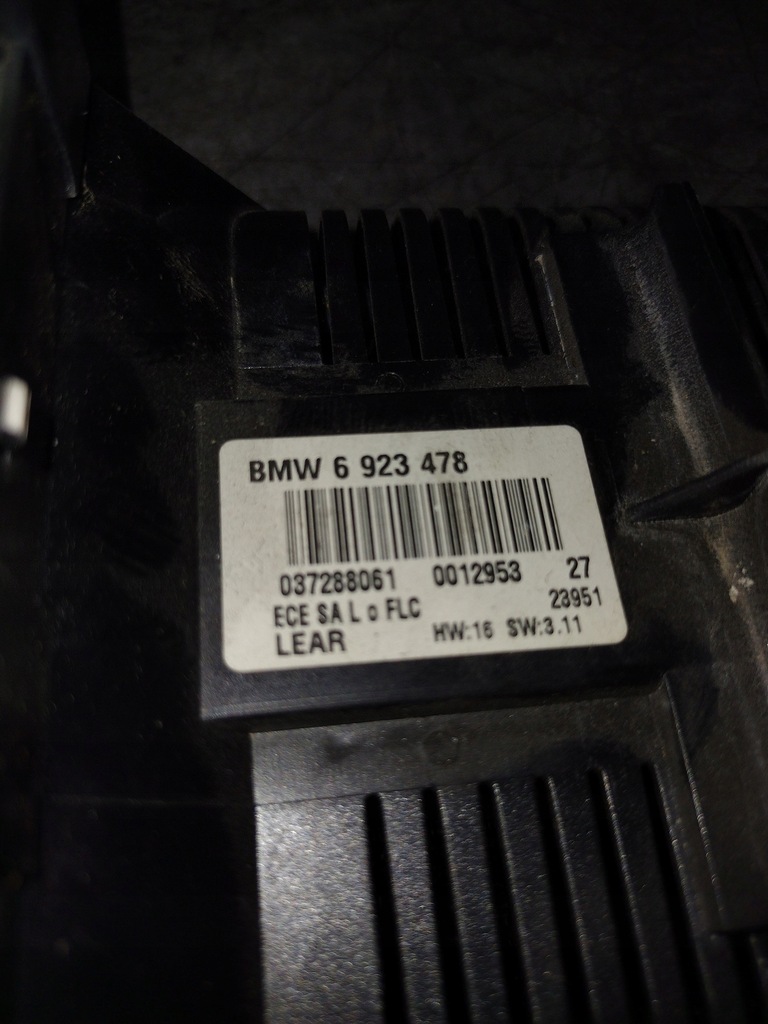 BMW 6 923 478
037288061 0012953 27
ECE SA L o FLC 23951
LEAR HW:16 SW:3.11